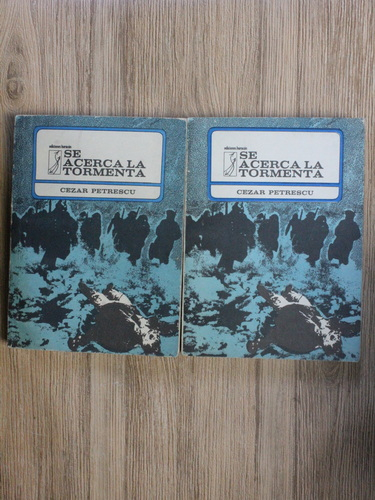 SE
ACERCA LA
TORMENTA
CEZAR PETRESCU
SE
ACERCA LA
TORMENTA
CEZAR PETRESCU